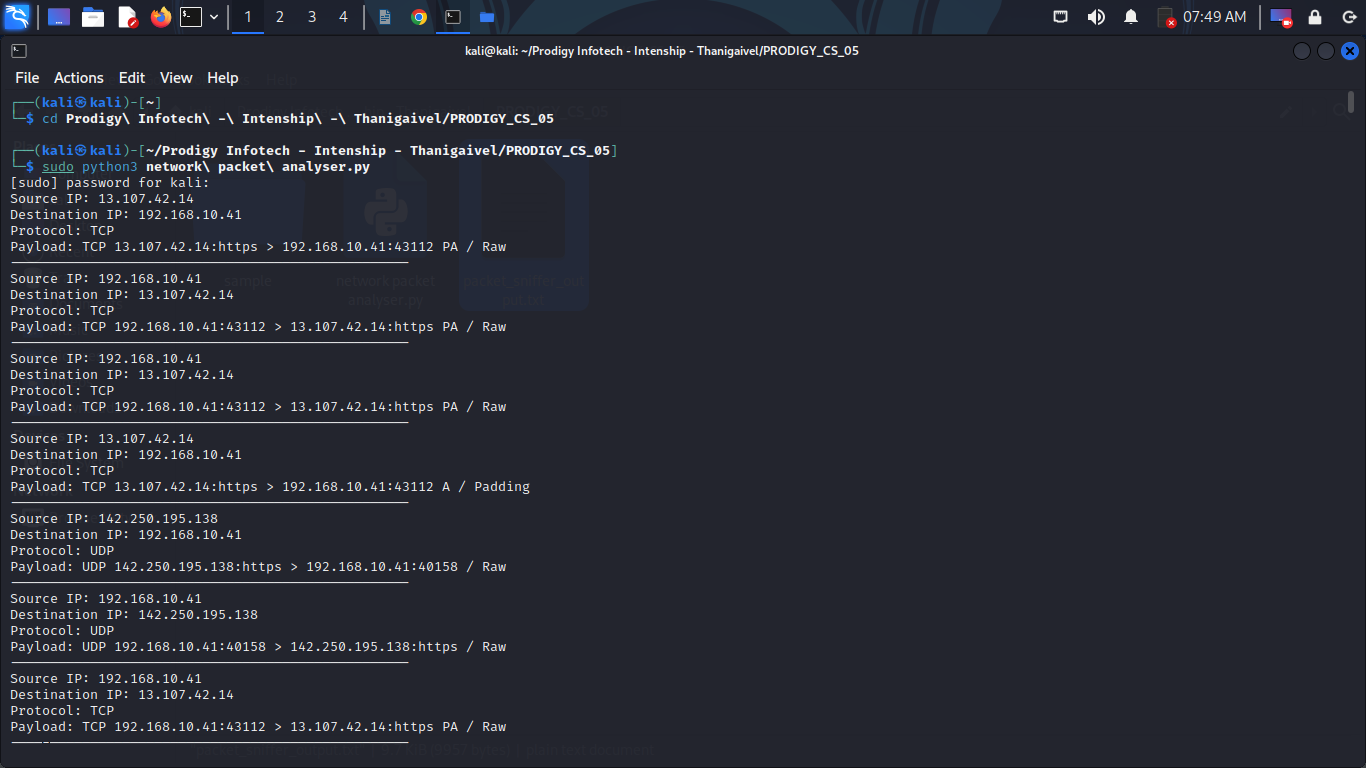 1 2 3 4 07:49 AM
kali@kali: ~/Prodigy Infotech - Intenship - Thanigaivel/PRODIGY_CS_05
File Actions Edit View Help
┌──(kali㉿kali)-[~]
└─$ cd Prodigy\ Infotech\ -\ Intenship\ -\ Thanigaivel/PRODIGY_CS_05
┌──(kali㉿kali)-[~/Prodigy Infotech - Intenship - Thanigaivel/PRODIGY_CS_05]
└─$ sudo python3 network\ packet\ analyser.py
[sudo] password for kali:
Source IP: 13.107.42.14
Destination IP: 192.168.10.41
Protocol: TCP
Payload: TCP 13.107.42.14:https > 192.168.10.41:43112 PA / Raw
Source IP: 192.168.10.41
Destination IP: 13.107.42.14
Protocol: TCP
Payload: TCP 192.168.10.41:43112 > 13.107.42.14:https PA / Raw
Source IP: 192.168.10.41
Destination IP: 13.107.42.14
Protocol: TCP
Payload: TCP 192.168.10.41:43112 > 13.107.42.14:https PA / Raw
Source IP: 13.107.42.14
Destination IP: 192.168.10.41
Protocol: TCP
Payload: TCP 13.107.42.14:https > 192.168.10.41:43112 A / Padding
Source IP: 142.250.195.138
Destination IP: 192.168.10.41
Protocol: UDP
Payload: UDP 142.250.195.138:https > 192.168.10.41:40158 / Raw
Source IP: 192.168.10.41
Destination IP: 142.250.195.138
Protocol: UDP
Payload: UDP 192.168.10.41:40158 > 142.250.195.138:https / Raw
Source IP: 192.168.10.41
Destination IP: 13.107.42.14
Protocol: TCP
Payload: TCP 192.168.10.41:43112 > 13.107.42.14:https PA / Raw
sample
network packet
analyser.py